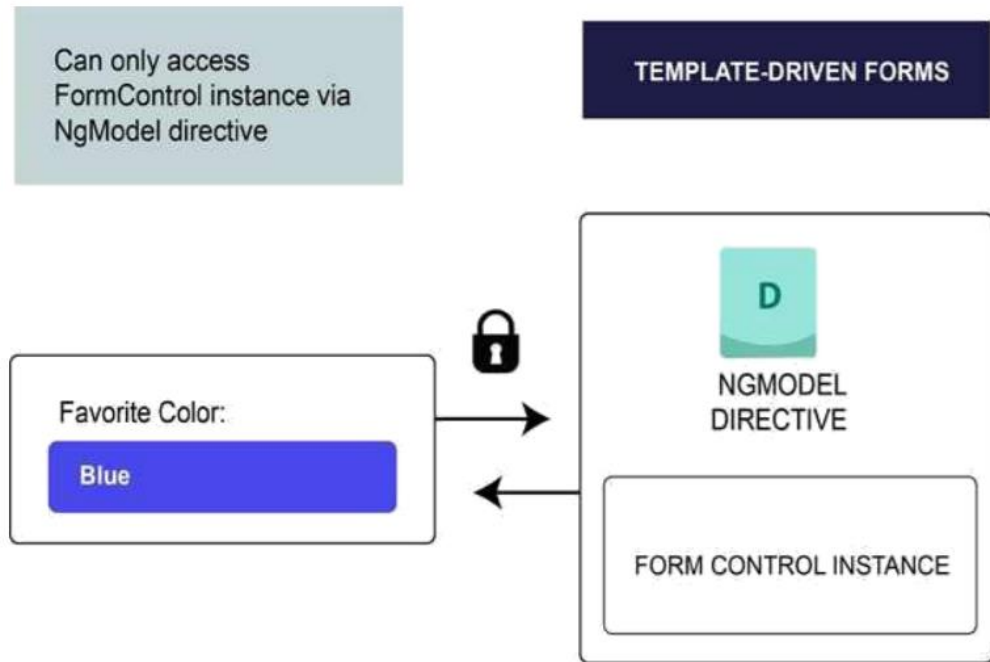 Can only access
FormControl instance via
NgModel directive
TEMPLATE-DRIVEN FORMS
D
NGMODEL
DIRECTIVE
Favorite Color:
Blue
FORM CONTROL INSTANCE